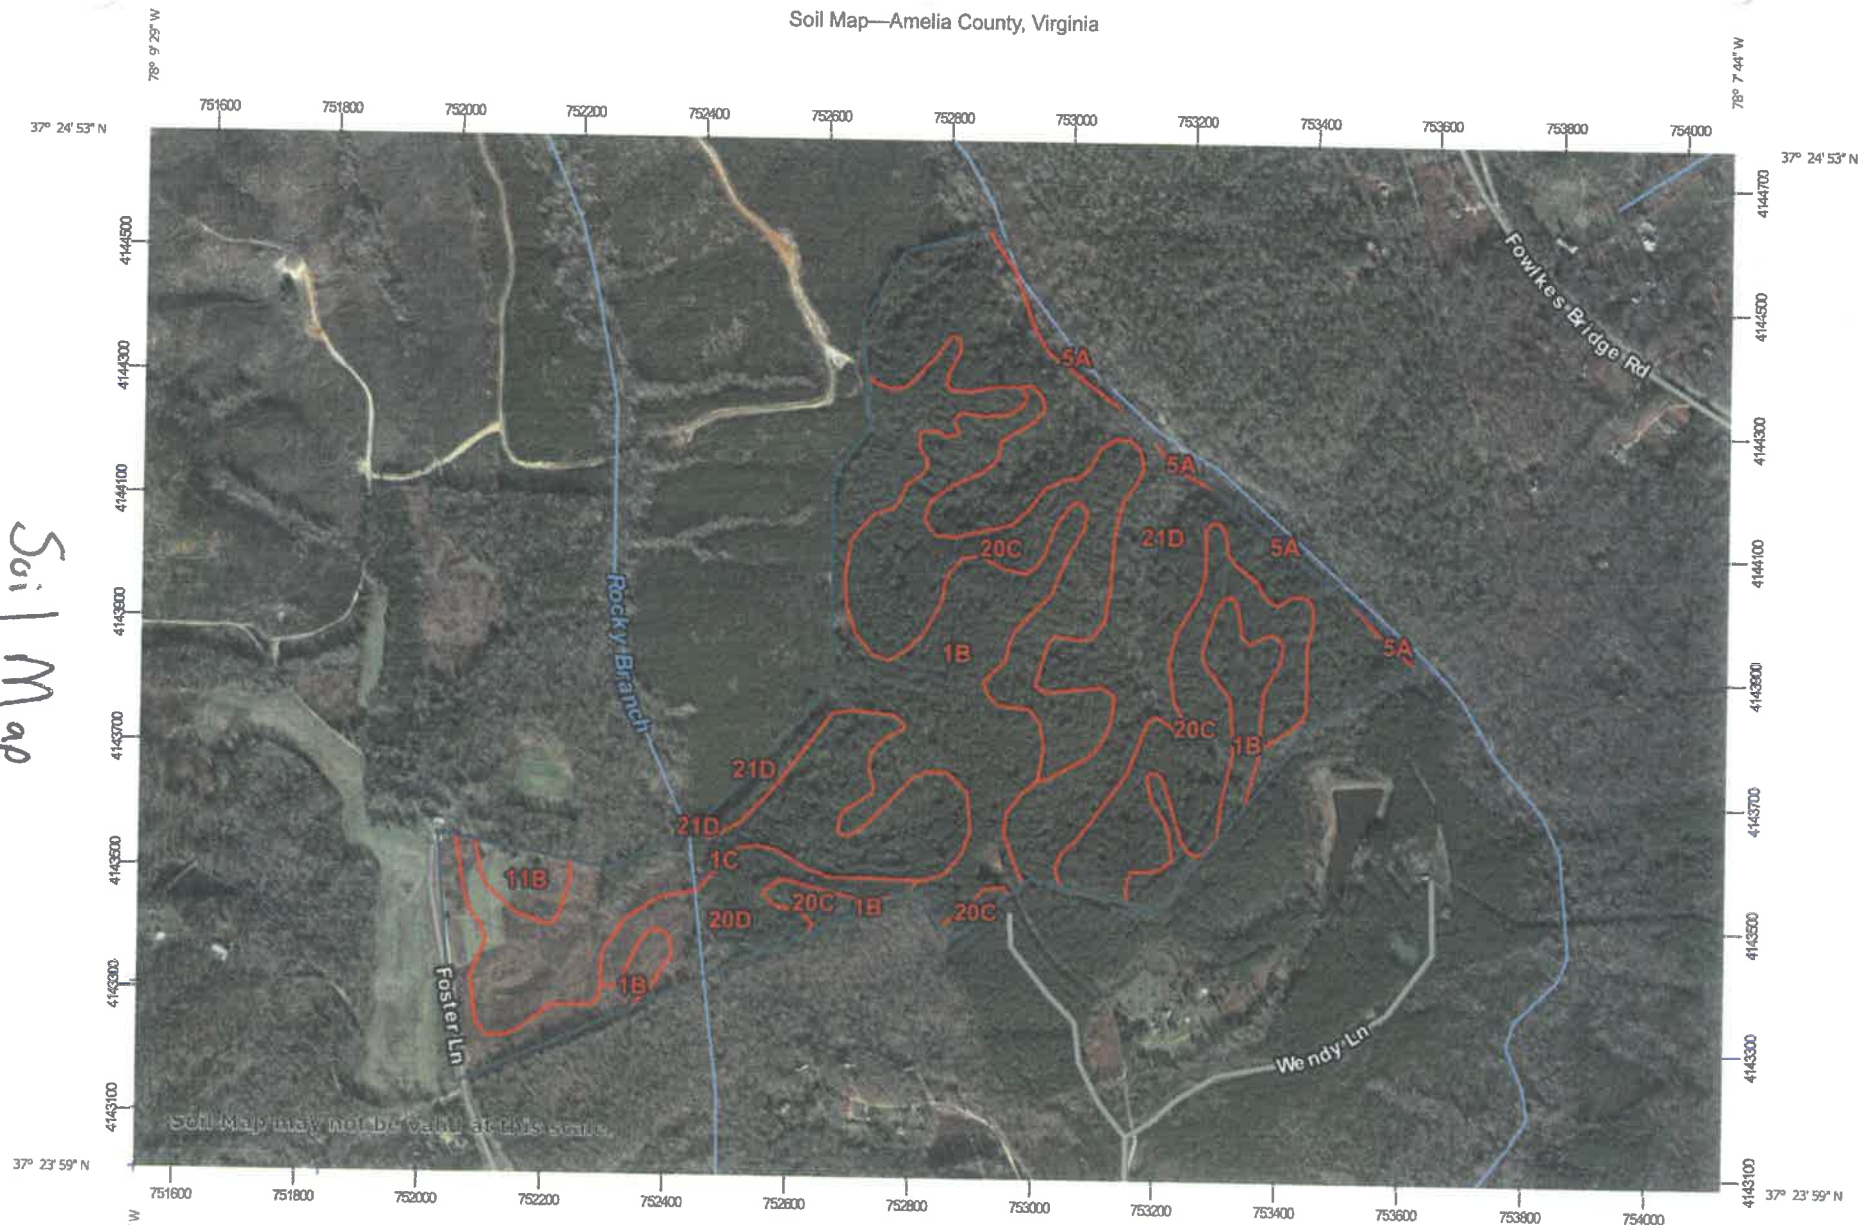 Soil Map—Amelia County, Virginia
78° 9' 29" W
78° 7' 44" W
37° 24' 53" N
37° 24' 53" N
751600 751800 752000 752200 752400 752600 752800 753000 753200 753400 753600 753800 754000
4144500
4144300
4144100
4143900
4143700
4143500
4143300
4143100
4144700
4144500
4144300
4144100
4143900
4143700
4143500
4143300
4143100
Fowlkes Bridge Rd
5A
5A
21D
5A
20C
5A
1B
Rocky Branch
20C
1B
21D
21D
1C
11B
20C
1B
20C
20D
1B
Foster Ln
Wendy Ln
Soil Map may not be valid at this scale.
Soil Map
37° 23' 59" N
37° 23' 59" N
751600 751800 752000 752200 752400 752600 752800 753000 753200 753400 753600 753800 754000
W